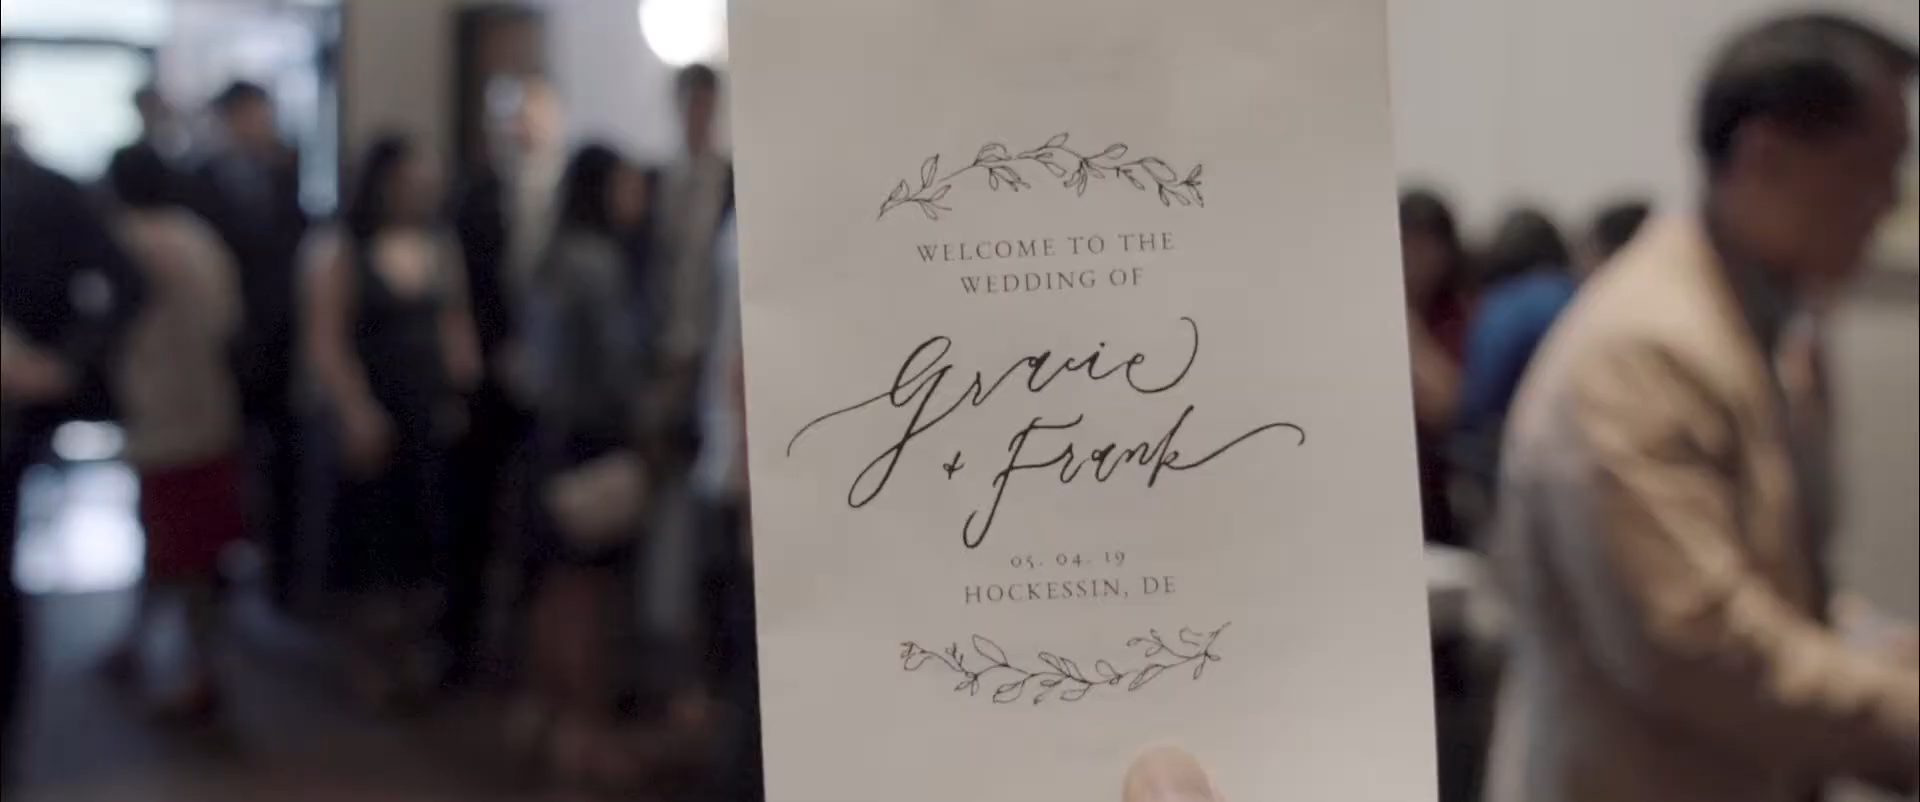 WELCOME TO THE
WEDDING OF
Gracie
+ Frank
05. 04. 19
HOCKESSIN, DE